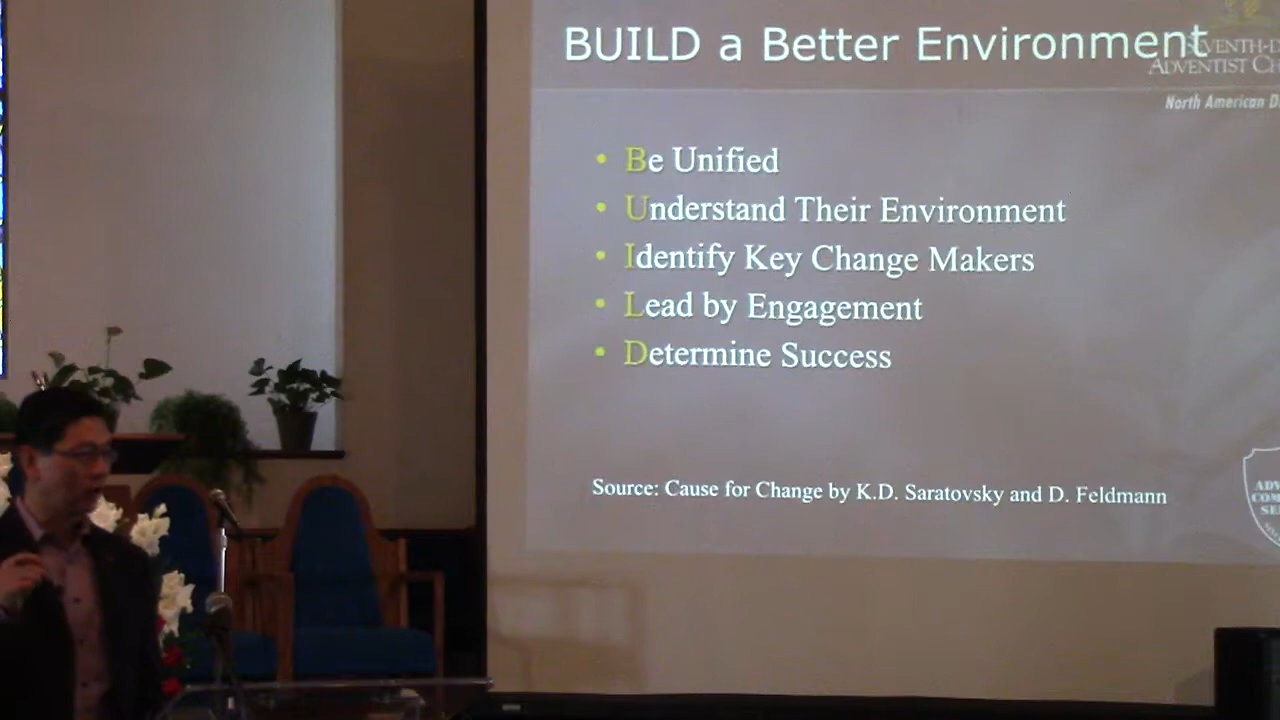 BUILD a Better Environment
ADVENTIST
North American
• Be Unified
• Understand Their Environment
• Identify Key Change Makers
• Lead by Engagement
• Determine Success
Source: Cause for Change by K.D. Saratovsky and D. Feldmann